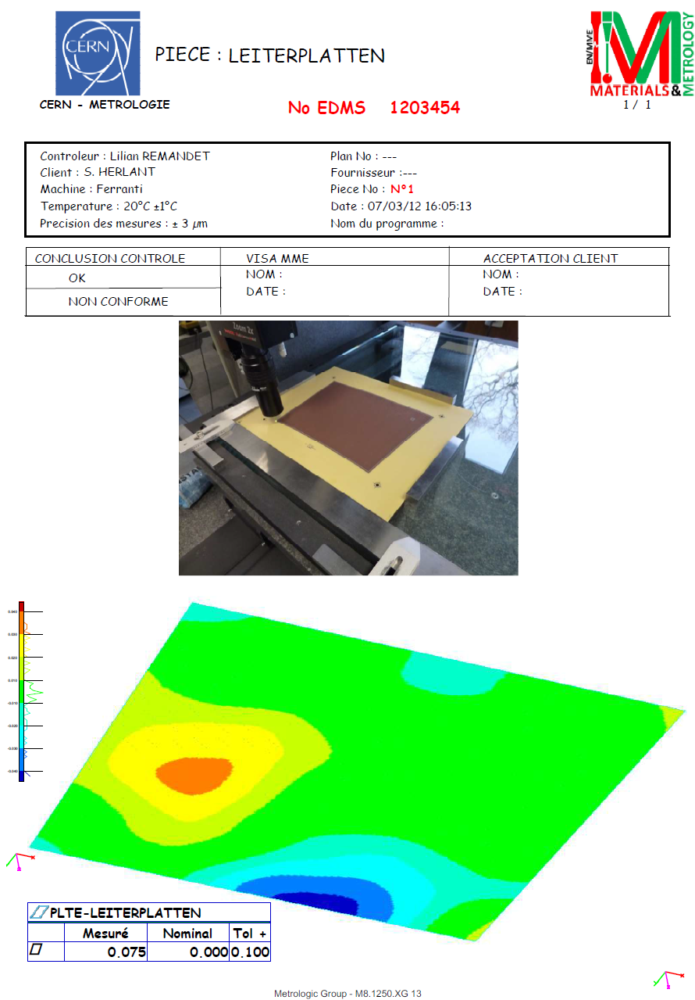 CERN
PIECE : LEITERPLATTEN
EN/MME
MATERIALS&
METROLOGY
CERN - METROLOGIE
No EDMS 1203454
1 / 1
Controleur : Lilian REMANDET
Plan No : ---
Client : S. HERLANT
Fournisseur :---
Machine : Ferranti
Piece No : N°1
Temperature : 20°C ±1°C
Date : 07/03/12 16:05:13
Precision des mesures : ± 3 µm
Nom du programme :
CONCLUSION CONTROLE
VISA MME
ACCEPTATION CLIENT
OK
NOM :
NOM :
DATE :
DATE :
NON CONFORME
Zoom 2x
0.040
0.030
0.020
0.010
-0.010
-0.020
-0.030
-0.040
PLTE-LEITERPLATTEN
Mesuré Nominal Tol +
0.075 0.000 0.100
Metrologic Group - M8.1250.XG 13